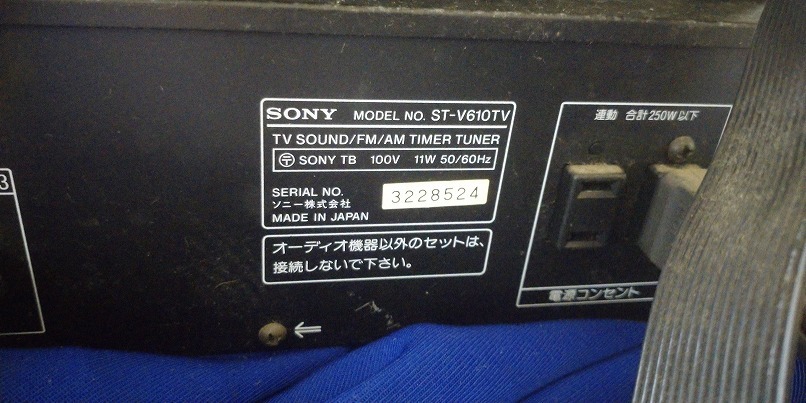 SONY MODEL NO. ST-V610TV
TV SOUND/FM/AM TIMER TUNER
〒 SONY TB 100V 11W 50/60Hz
SERIAL NO. 3228524
ソニー株式会社
MADE IN JAPAN
オーディオ機器以外のセットは、
接続しないで下さい。
連動 合計250W以下
電源コンセント
3